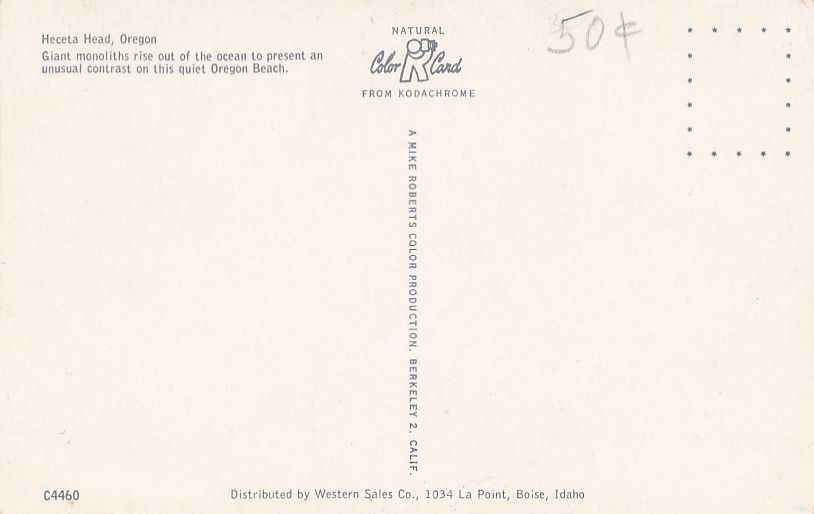 Heceta Head, Oregon
Giant monoliths rise out of the ocean to present an
unusual contrast on this quiet Oregon Beach.
NATURAL
Color Card
FROM KODACHROME
50¢
A MIKE ROBERTS COLOR PRODUCTION. BERKELEY 2, CALIF.
C4460
Distributed by Western Sales Co., 1034 La Point, Boise, Idaho